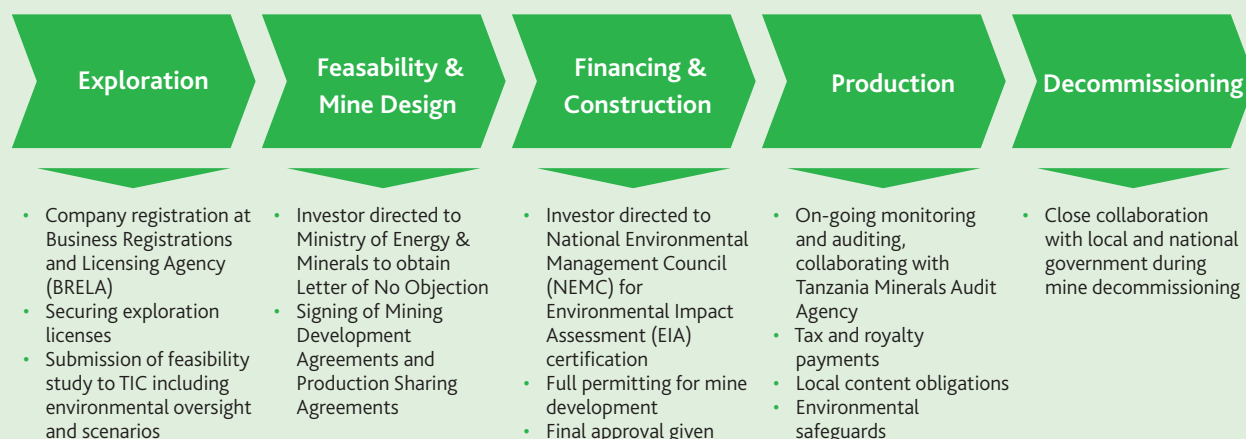 Exploration
Feasability &
Mine Design
Financing &
Construction
Production
Decommissioning
• Company registration at
Business Registrations
and Licensing Agency
(BRELA)
• Securing exploration
licenses
• Submission of feasibility
study to TIC including
environmental oversight
and scenarios
• Investor directed to
Ministry of Energy &
Minerals to obtain
Letter of No Objection
• Signing of Mining
Development
Agreements and
Production Sharing
Agreements
• Investor directed to
National Environmental
Management Council
(NEMC) for
Environmental Impact
Assessment (EIA)
certification
• Full permitting for mine
development
• Final approval given
• On-going monitoring
and auditing,
collaborating with
Tanzania Minerals Audit
Agency
• Tax and royalty
payments
• Local content obligations
• Environmental
safeguards
• Close collaboration
with local and national
government during
mine decommissioning